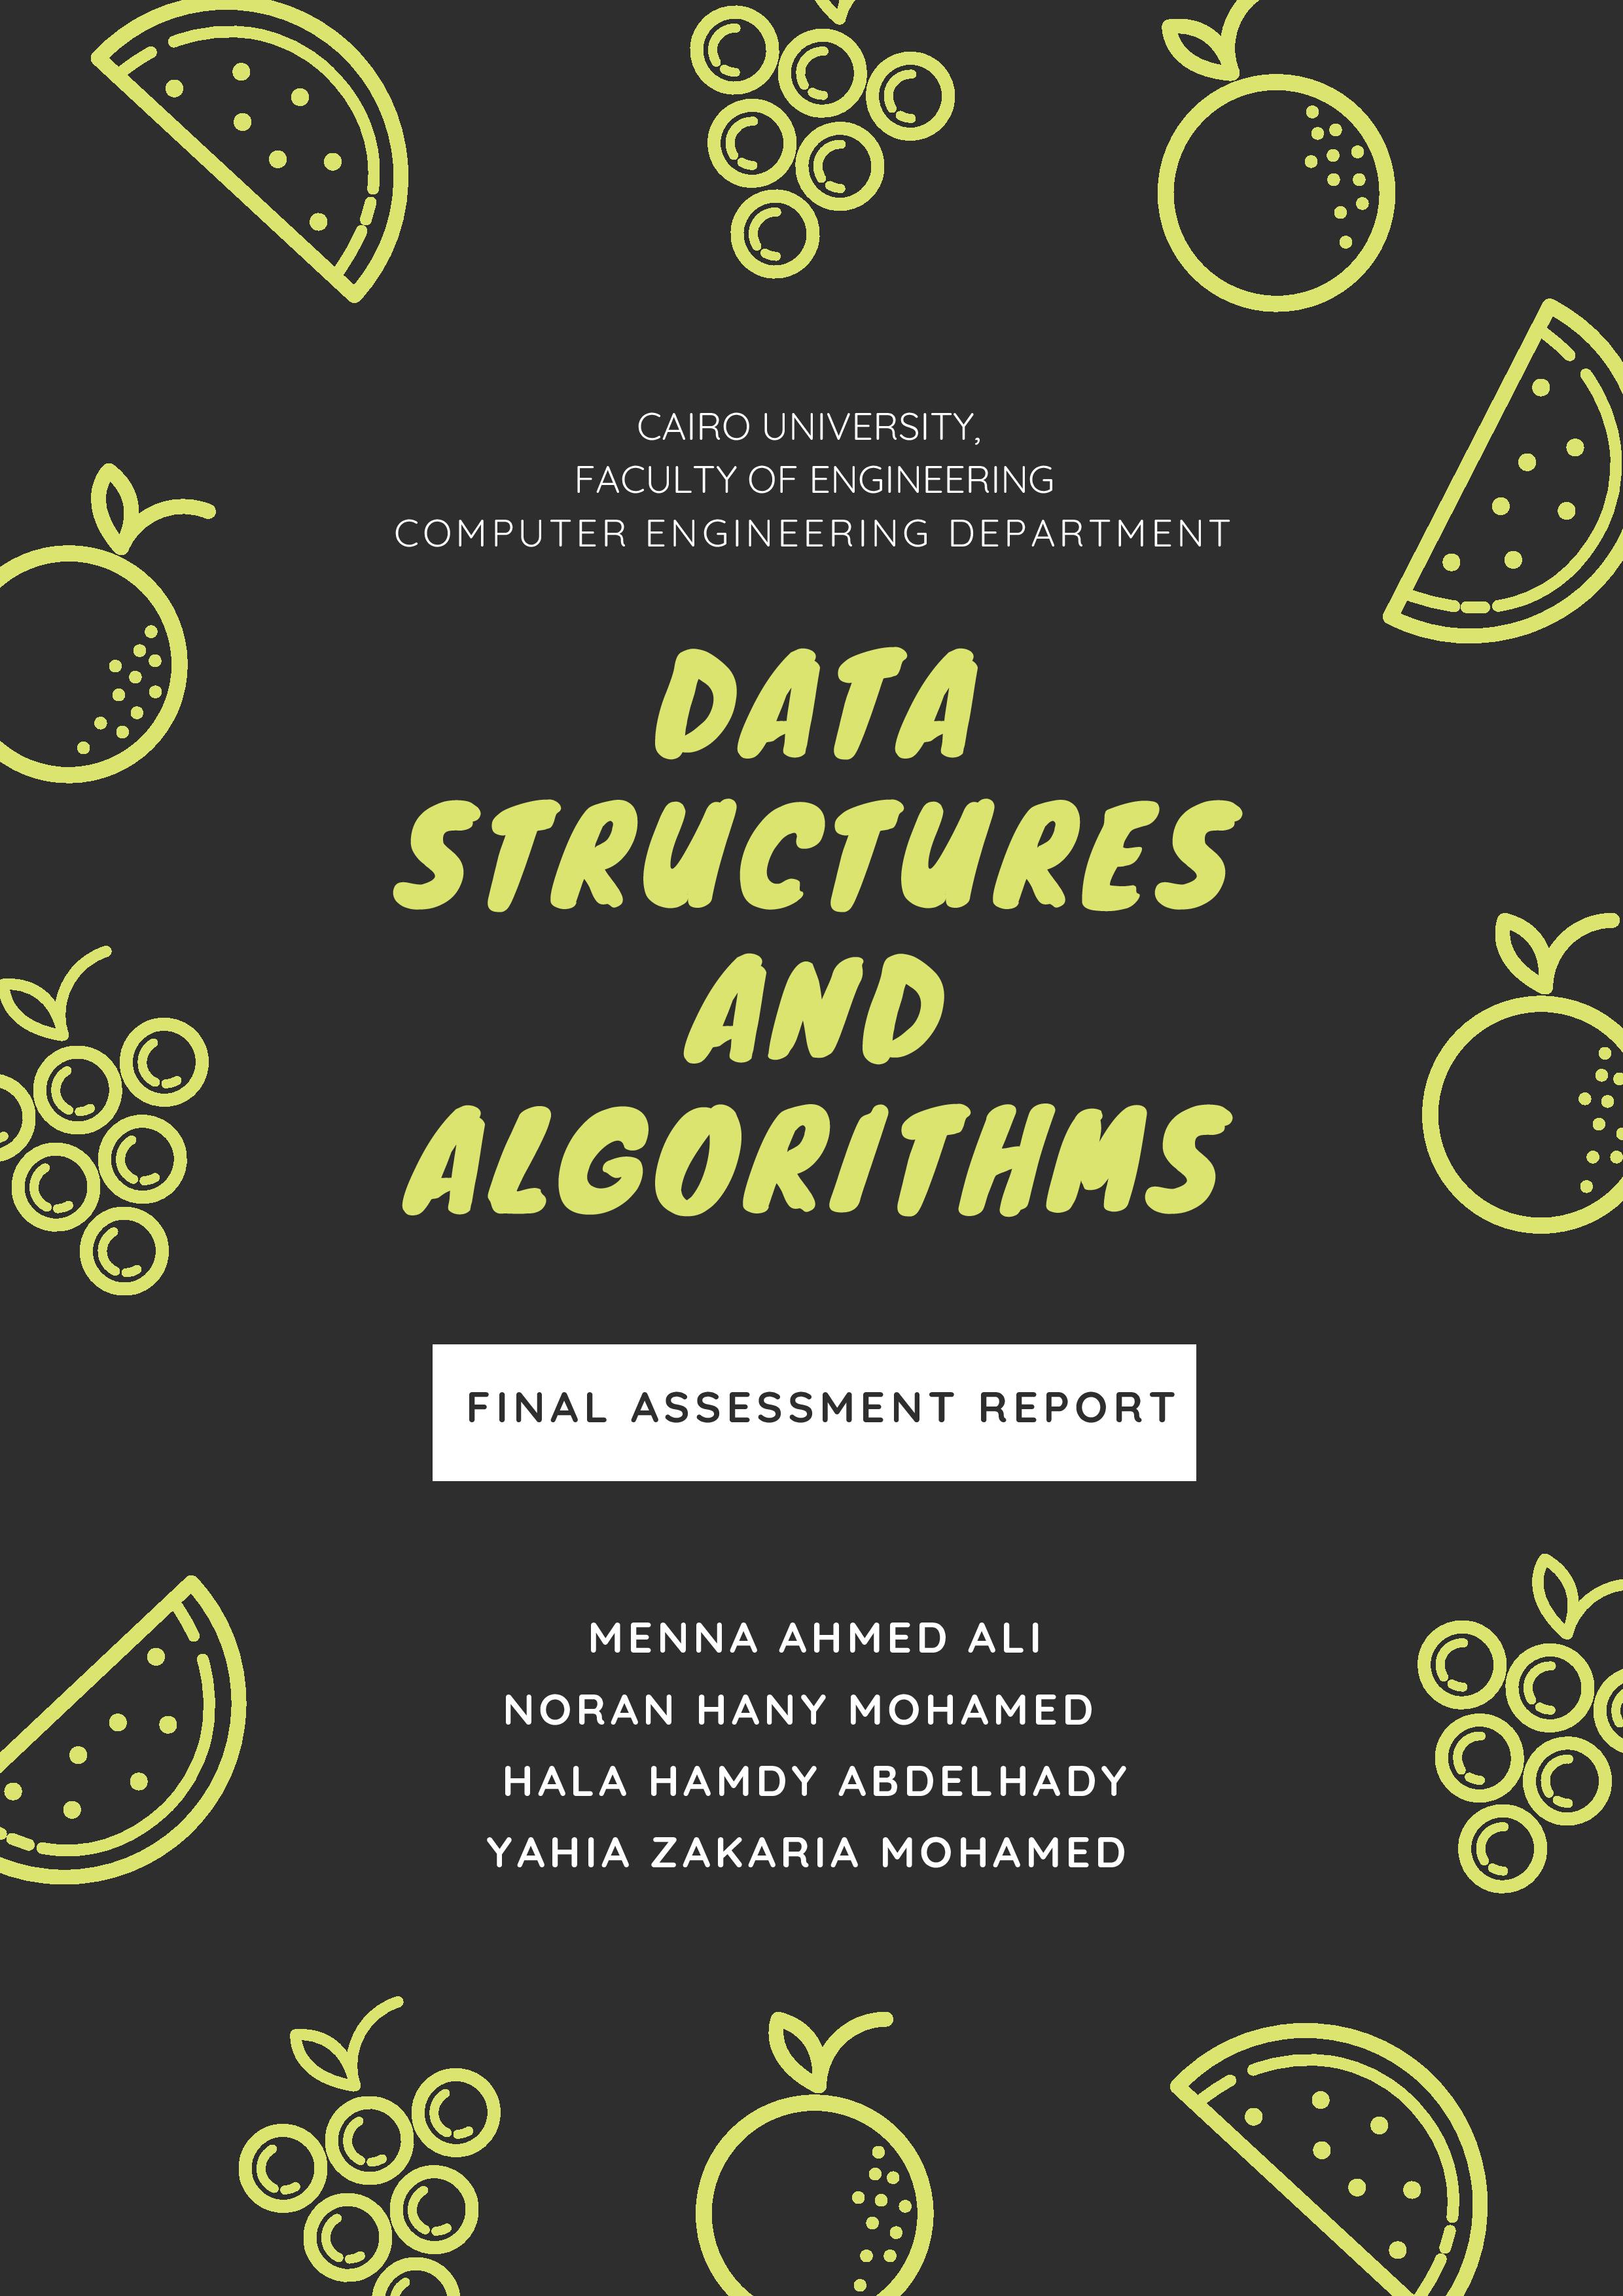 CAIRO UNIVERSITY,
FACULTY OF ENGINEERING
COMPUTER ENGINEERING DEPARTMENT
DATA
STRUCTURES
AND
ALGORITHMS
FINAL ASSESSMENT REPORT
MENNA AHMED ALI
NORAN HANY MOHAMED
HALA HAMDY ABDELHADY
YAHIA ZAKARIA MOHAMED